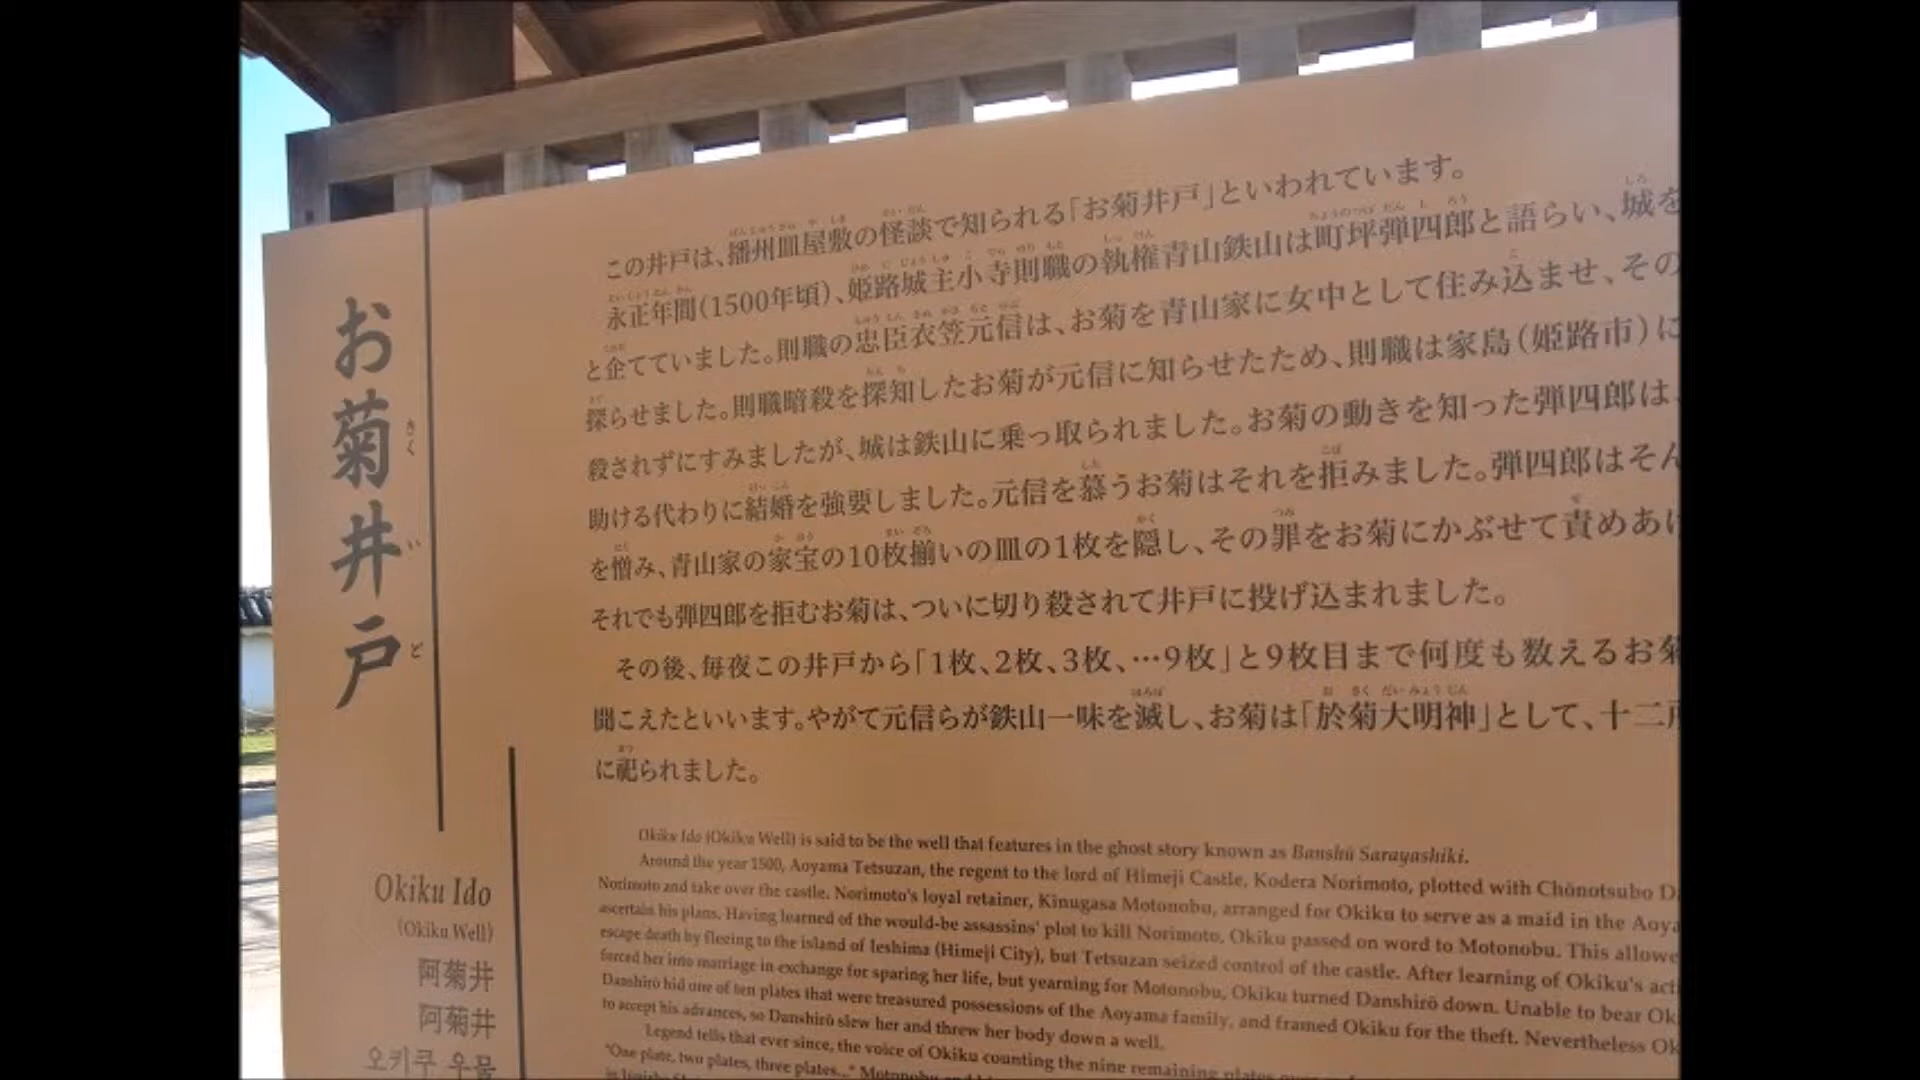 お菊井戸
きく
い
ど
この井戸は、播州皿屋敷の怪談で知られる「お菊井戸」といわれています。
永正年間(1500年頃)、姫路城主小寺則職の執権青山鉄山は町坪弾四郎と語らい、城を
と企てていました。則職の忠臣衣笠元信は、お菊を青山家に女中として住み込ませ、その
探らせました。則職暗殺を探知したお菊が元信に知らせたため、則職は家島(姫路市)に
殺されずにすみましたが、城は鉄山に乗っ取られました。お菊の動きを知った弾四郎は、
助ける代わりに結婚を強要しました。元信を慕うお菊はそれを拒みました。弾四郎はそん
を憎み、青山家の家宝の10枚揃いの皿の1枚を隠し、その罪をお菊にかぶせて責めあげ
それでも弾四郎を拒むお菊は、ついに切り殺されて井戸に投げ込まれました。
その後、毎夜この井戸から「1枚、2枚、3枚、…9枚」と9枚目まで何度も数えるお菊
聞こえたといいます。やがて元信らが鉄山一味を滅し、お菊は「於菊大明神」として、十二所
に祀られました。
Okiku Ido
(Okiku Well)
阿菊井
阿菊井
오키쿠 우물
Okiku Ido (Okiku Well) is said to be the well that features in the ghost story known as Banshū Sarayashiki.
Around the year 1500, Aoyama Tetsuzan, the regent to the lord of Himeji Castle, Kodera Norimoto, plotted with Chōnotsubo D
Norimoto and take over the castle. Norimoto's loyal retainer, Kinugasa Motonobu, arranged for Okiku to serve as a maid in the Aoya
ascertain his plans. Having learned of the would-be assassins' plot to kill Norimoto, Okiku passed on word to Motonobu. This allowe
escape death by fleeing to the island of Ieshima (Himeji City), but Tetsuzan seized control of the castle. After learning of Okiku's act
forced her into marriage in exchange for sparing her life, but yearning for Motonobu, Okiku turned Danshirō down. Unable to bear Ok
Danshirō hid one of ten plates that were treasured possessions of the Aoyama family, and framed Okiku for the theft. Nevertheless Ok
to accept his advances, so Danshirō slew her and threw her body down a well.
Legend tells that ever since, the voice of Okiku counting the nine remaining plates over
"One plate, two plates, three plates..." Motonobu and